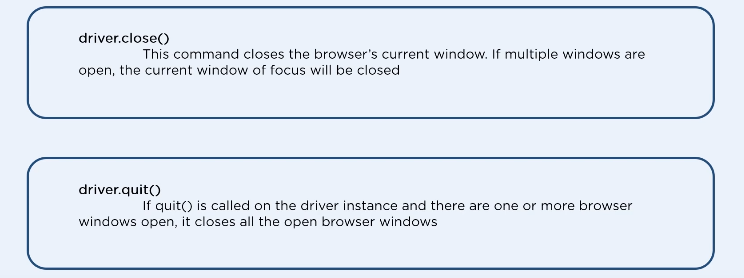 driver.close()
This command closes the browser's current window. If multiple windows are
open, the current window of focus will be closed
driver.quit()
If quit() is called on the driver instance and there are one or more browser
windows open, it closes all the open browser windows